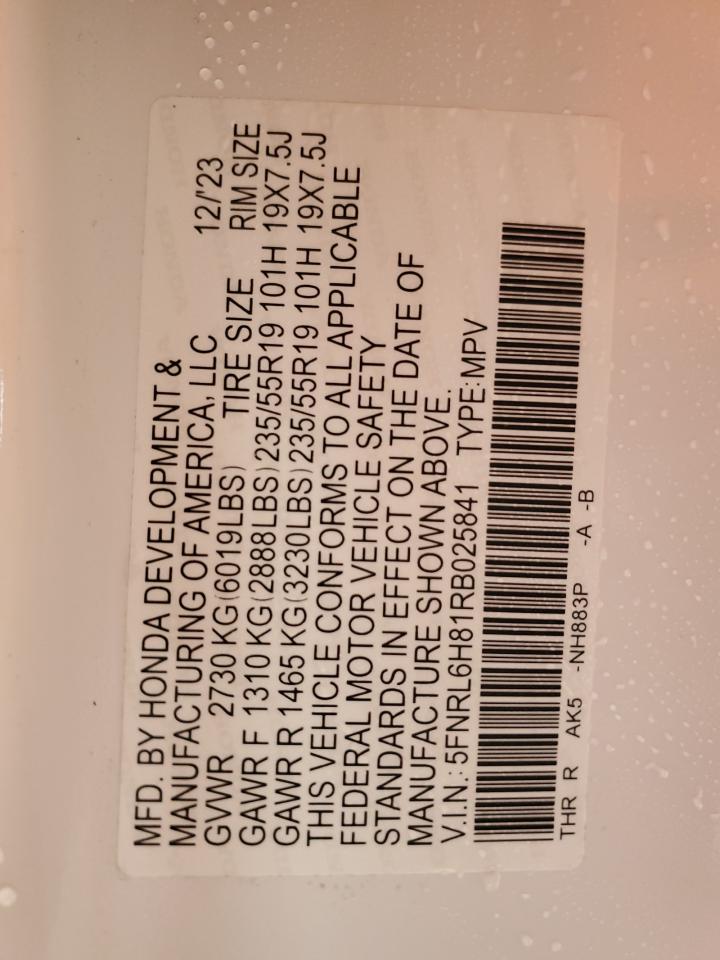 MFD. BY HONDA DEVELOPMENT &
MANUFACTURING OF AMERICA, LLC 12/'23
GVWR 2730 KG(6019LBS) TIRE SIZE RIM SIZE
GAWR F 1310 KG(2888LBS)235/55R19 101H 19X7.5J
GAWR R 1465 KG(3230LBS)235/55R19 101H 19X7.5J
THIS VEHICLE CONFORMS TO ALL APPLICABLE
FEDERAL MOTOR VEHICLE SAFETY
STANDARDS IN EFFECT ON THE DATE OF
MANUFACTURE SHOWN ABOVE.
V.I.N.: 5FNRL6H81RB025841 TYPE:MPV
THR R AK5 -NH883P -A -B